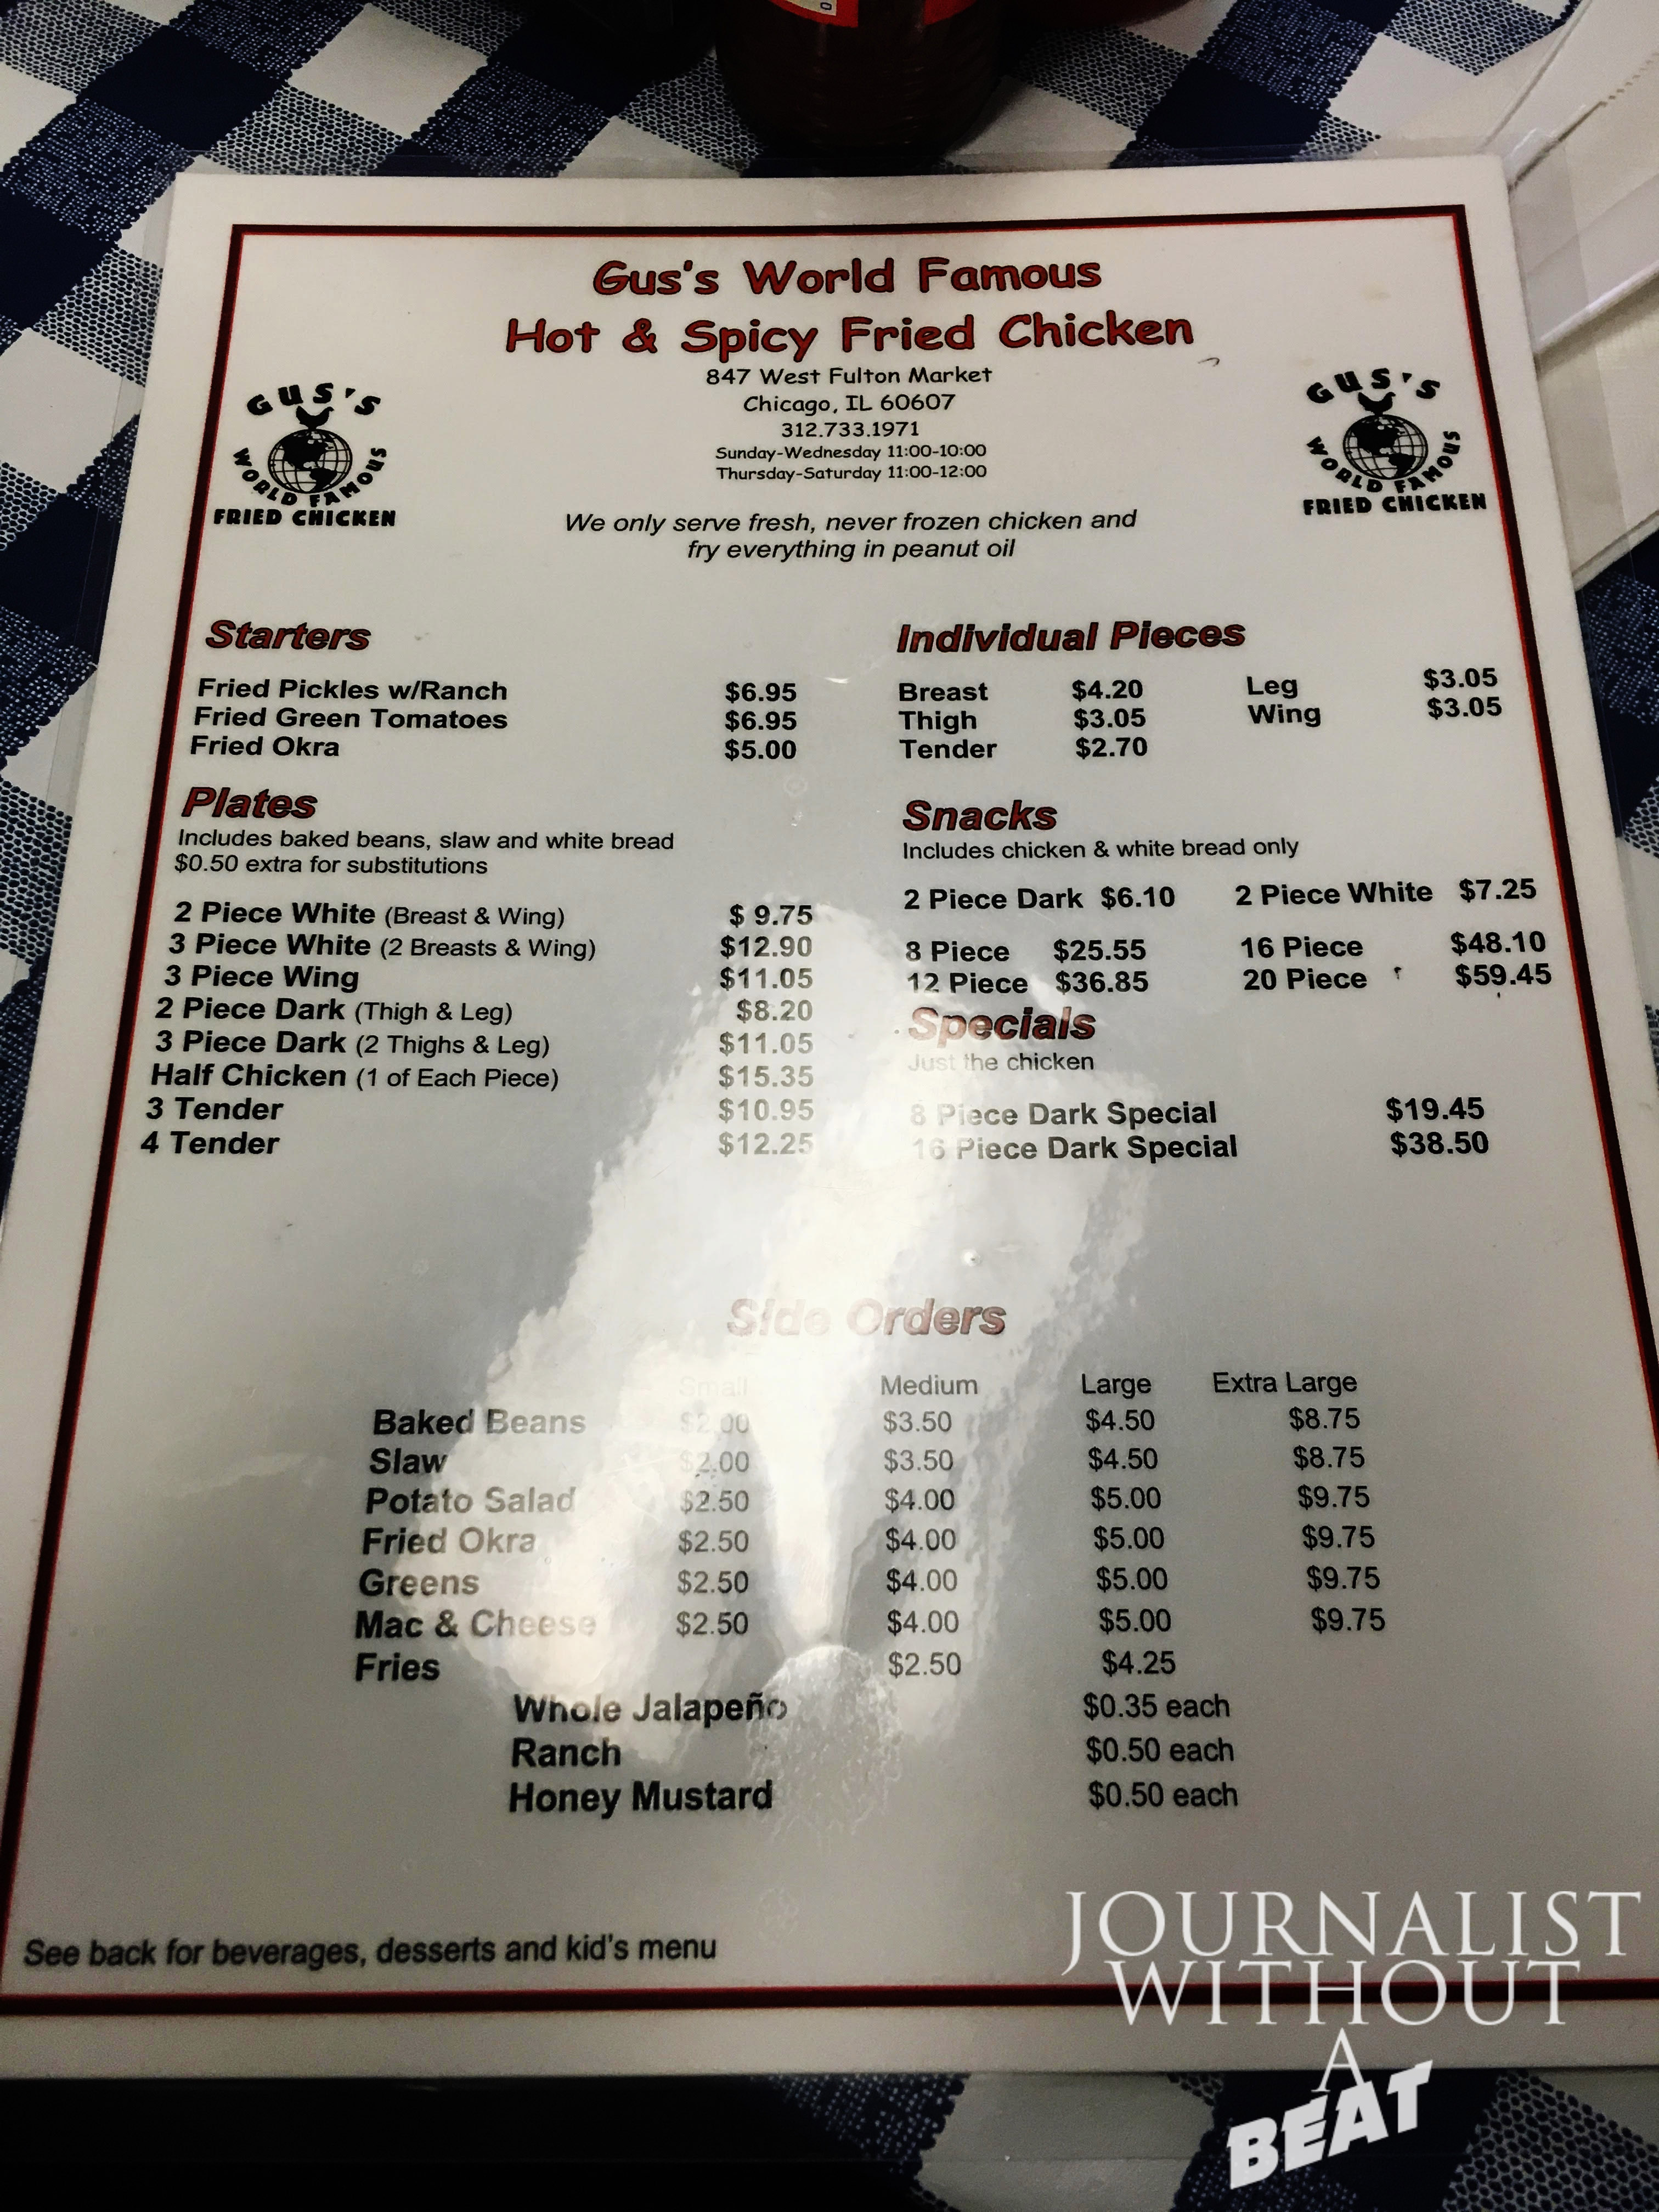 Gus's World Famous
Hot & Spicy Fried Chicken
847 West Fulton Market
Chicago, IL 60607
312.733.1971
Sunday-Wednesday 11:00-10:00
Thursday-Saturday 11:00-12:00
GUS'S
WORLD FAMOUS
FRIED CHICKEN
GUS'S
WORLD FAMOUS
FRIED CHICKEN
We only serve fresh, never frozen chicken and
fry everything in peanut oil
Starters
Fried Pickles w/Ranch $6.95
Fried Green Tomatoes $6.95
Fried Okra $5.00
Plates
Includes baked beans, slaw and white bread
$0.50 extra for substitutions
2 Piece White (Breast & Wing) $ 9.75
3 Piece White (2 Breasts & Wing) $12.90
3 Piece Wing $11.05
2 Piece Dark (Thigh & Leg) $8.20
3 Piece Dark (2 Thighs & Leg) $11.05
Half Chicken (1 of Each Piece) $15.35
3 Tender $10.95
4 Tender $12.25
Individual Pieces
Breast $4.20 Leg $3.05
Thigh $3.05 Wing $3.05
Tender $2.70
Snacks
Includes chicken & white bread only
2 Piece Dark $6.10 2 Piece White $7.25
8 Piece $25.55 16 Piece $48.10
12 Piece $36.85 20 Piece $59.45
Specials
Just the chicken
8 Piece Dark Special $19.45
16 Piece Dark Special $38.50
Side Orders
Small Medium Large Extra Large
Baked Beans $2.00 $3.50 $4.50 $8.75
Slaw $2.00 $3.50 $4.50 $8.75
Potato Salad $2.50 $4.00 $5.00 $9.75
Fried Okra $2.50 $4.00 $5.00 $9.75
Greens $2.50 $4.00 $5.00 $9.75
Mac & Cheese $2.50 $4.00 $5.00 $9.75
Fries $2.50 $4.25
Whole Jalapeño $0.35 each
Ranch $0.50 each
Honey Mustard $0.50 each
See back for beverages, desserts and kid's menu
JOURNALIST
WITHOUT
A
BEAT